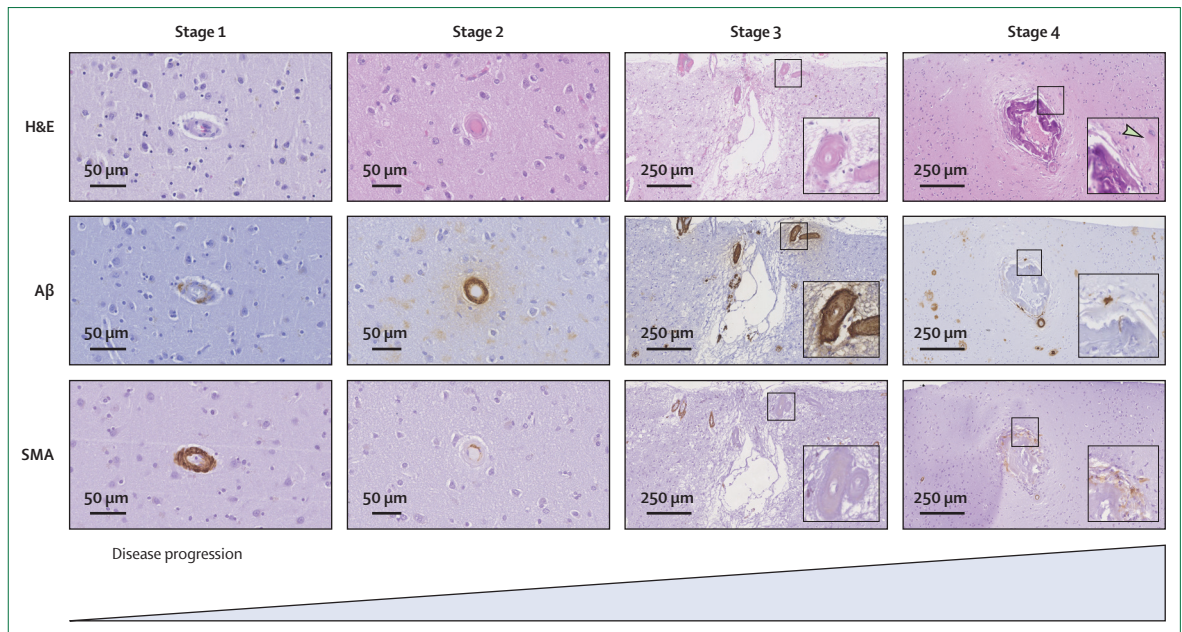 Stage 1 Stage 2 Stage 3 Stage 4
H&E
50 µm 50 µm 250 µm 250 µm
Aβ
50 µm 50 µm 250 µm 250 µm
SMA
50 µm 50 µm 250 µm 250 µm
Disease progression